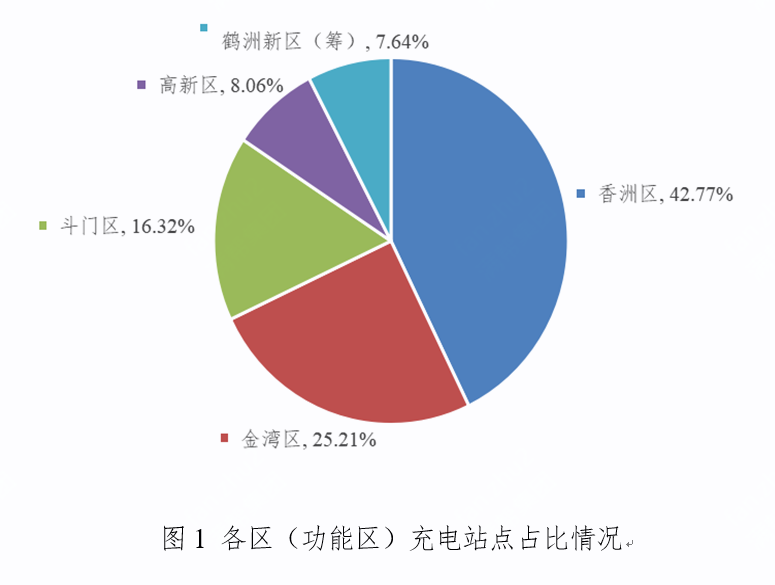 鹤洲新区（筹）, 7.64%
高新区, 8.06%
香洲区, 42.77%
斗门区, 16.32%
金湾区, 25.21%
图 1 各区（功能区）充电站点占比情况